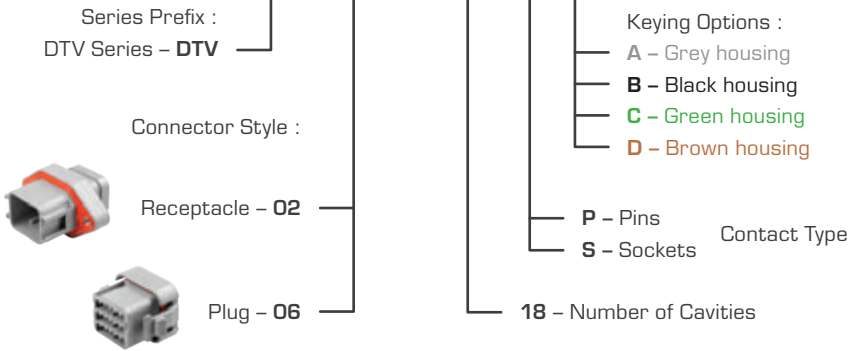 Series Prefix :
DTV Series – DTV
Connector Style :
Receptacle – 02
Plug – 06
Keying Options :
A – Grey housing
B – Black housing
C – Green housing
D – Brown housing
P – Pins
S – Sockets
Contact Type
18 – Number of Cavities